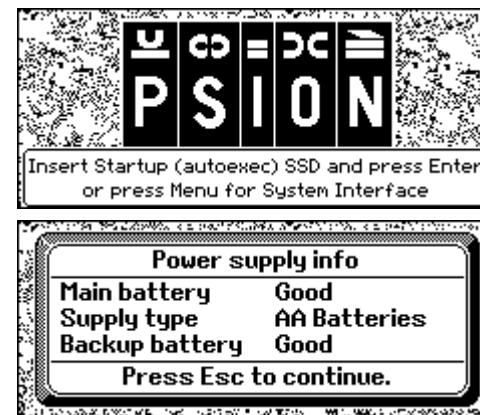 PSION
Insert Startup (autoexec) SSD and press Enter
or press Menu for System Interface
Power supply info
Main battery Good
Supply type AA Batteries
Backup battery Good
Press Esc to continue.